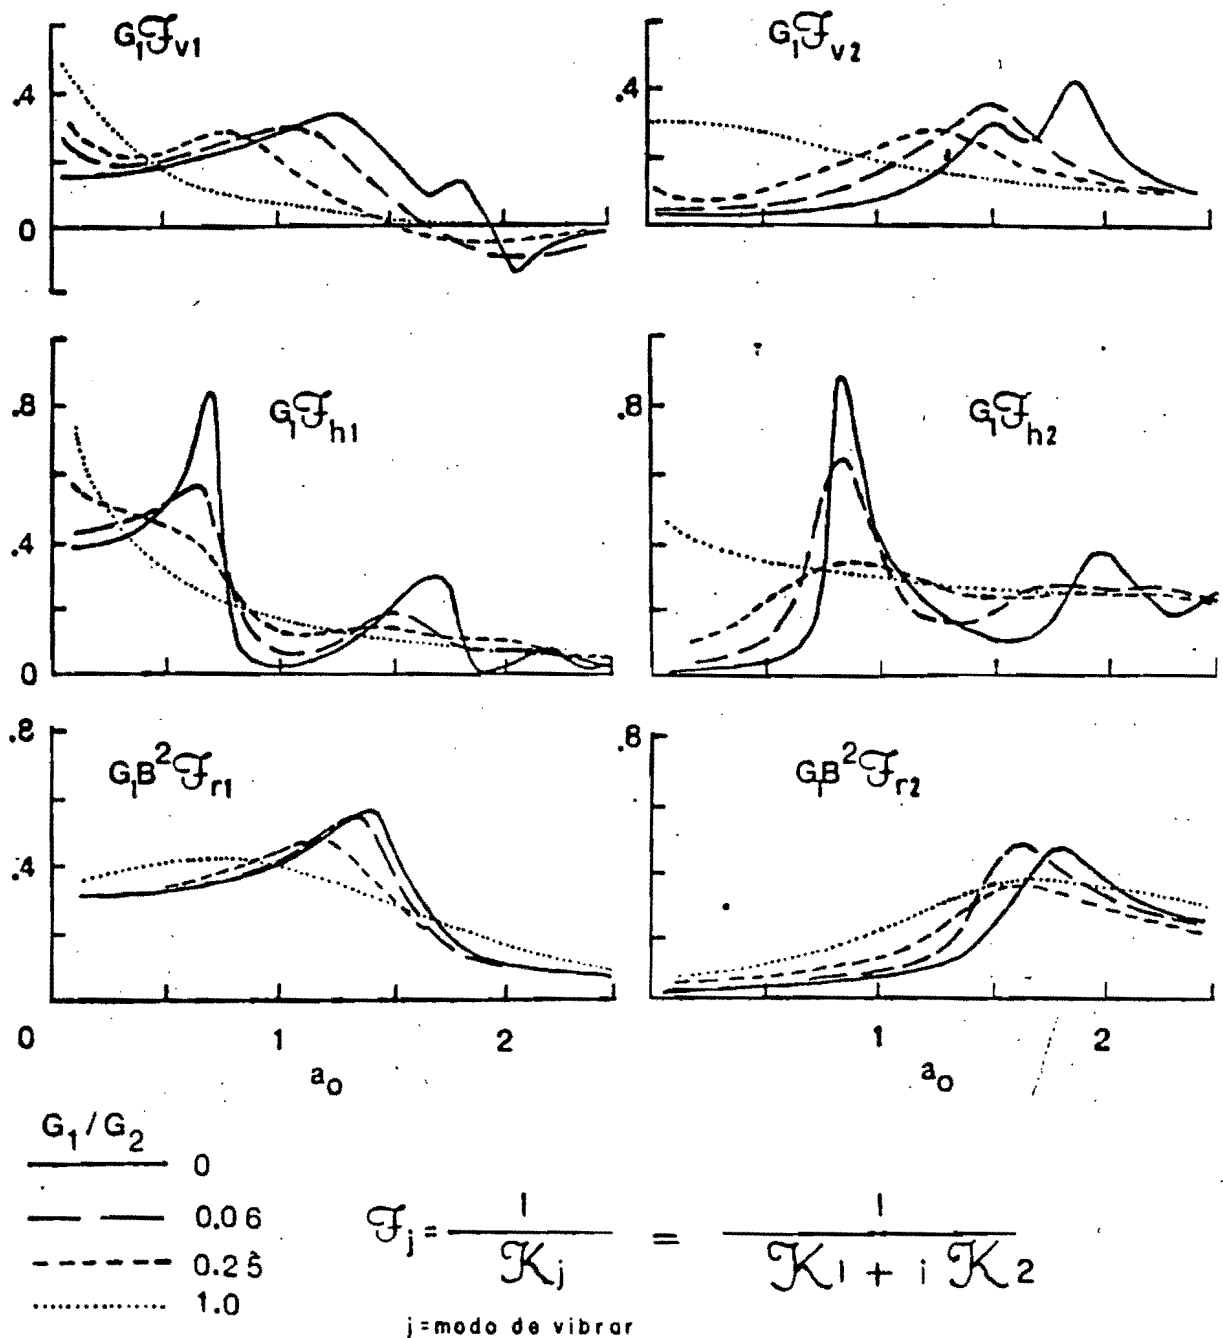 G₁ℱv1
G₁ℱv2
.4
.4
0
G₁ℱh1
G₁ℱh2
.8
.8
.4
0
G₁B²ℱr1
G₁B²ℱr2
.8
.8
.4
0 1 2
1 2
a₀
a₀
G₁/G₂
0
0.06
0.25
1.0
ℱj = 1 / 𝒦j = 1 / 𝒦1 + i 𝒦2
j=modo de vibrar